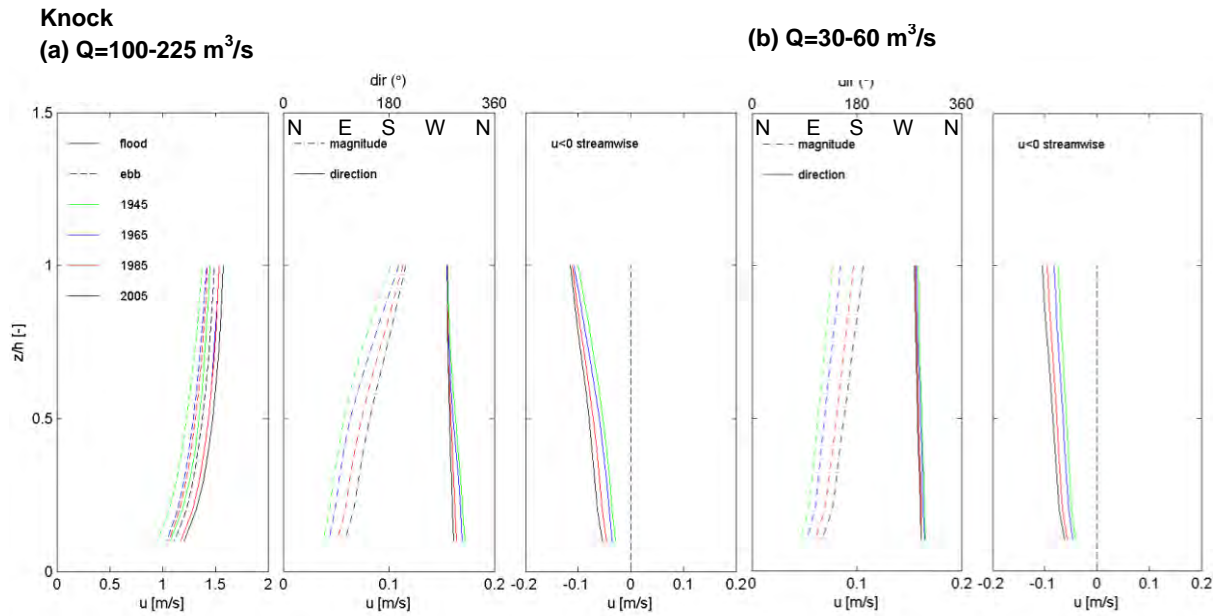 Knock
(a) Q=100-225 m³/s
(b) Q=30-60 m³/s
dir (°)
0 180 360
dir (°)
0 180 360
1.5
N E S W N
N E S W N
flood
magnitude
u<0 streamwise
magnitude
u<0 streamwise
ebb
direction
direction
1945
1965
1985
2005
1
z/h [-]
0.5
0
0 0.5 1 1.5 2
0 0.1 0.2
-0.2 -0.1 0 0.1 0.2
0.1 0.2
-0.2 -0.1 0 0.1 0.2
u [m/s]
u [m/s]
u [m/s]
u [m/s]
u [m/s]